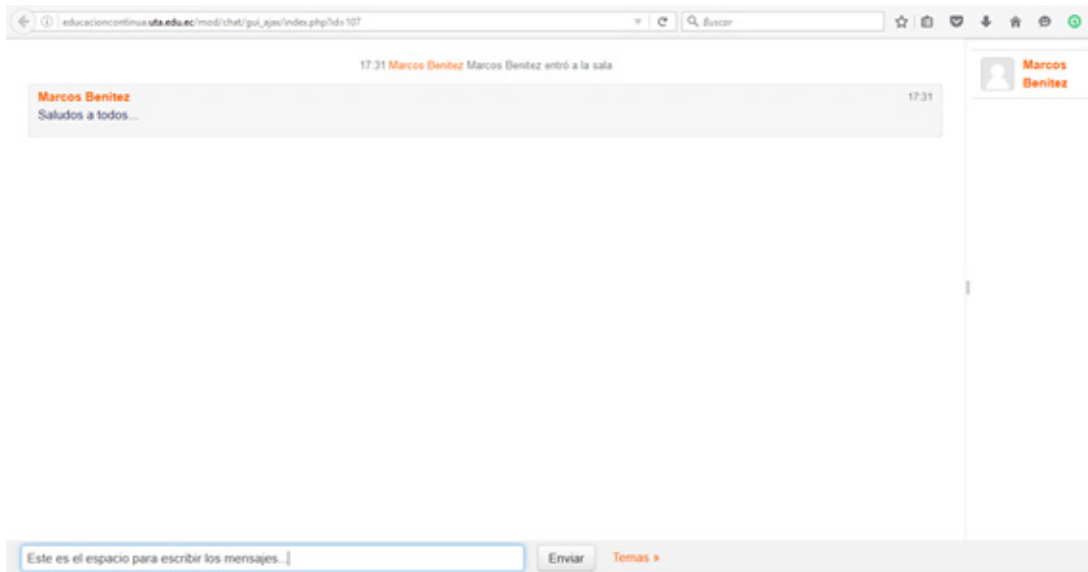 educacioncontinua.uta.edu.ec/mod/chat/gui_ajax/index.php?id=107
Buscar
17:31 Marcos Benitez Marcos Benitez entró a la sala
Marcos Benitez
17:31
Saludos a todos...
Marcos
Benitez
Este es el espacio para escribir los mensajes...
Enviar
Temas »